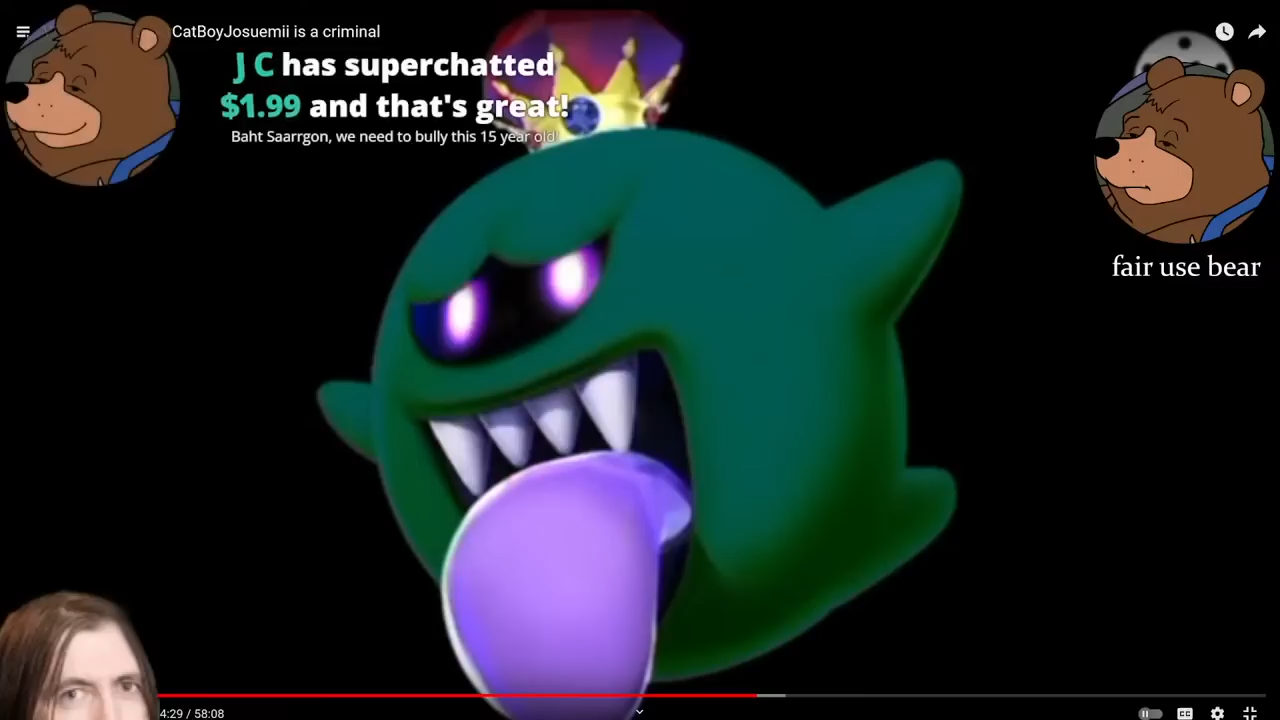 CatBoyJosuemii is a criminal
J C has superchatted
$1.99 and that's great!
Baht Saarrgon, we need to bully this 15 year old
fair use bear
4:29 / 58:08
CC